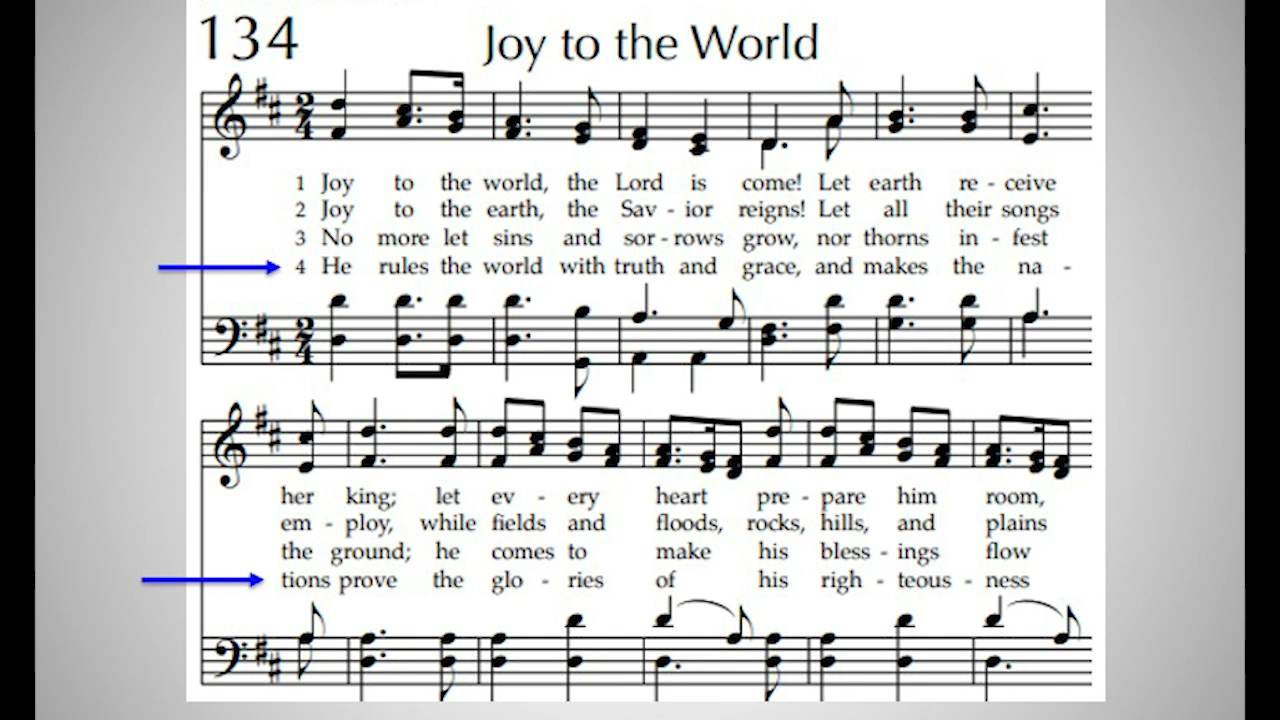 134 Joy to the World
1 Joy to the world, the Lord is come! Let earth re - ceive
2 Joy to the earth, the Sav - ior reigns! Let all their songs
3 No more let sins and sor - rows grow, nor thorns in - fest
4 He rules the world with truth and grace, and makes the na -
her king; let ev - ery heart pre - pare him room,
em - ploy, while fields and floods, rocks, hills, and plains
the ground; he comes to make his bless - ings flow
tions prove the glo - ries of his righ - teous - ness